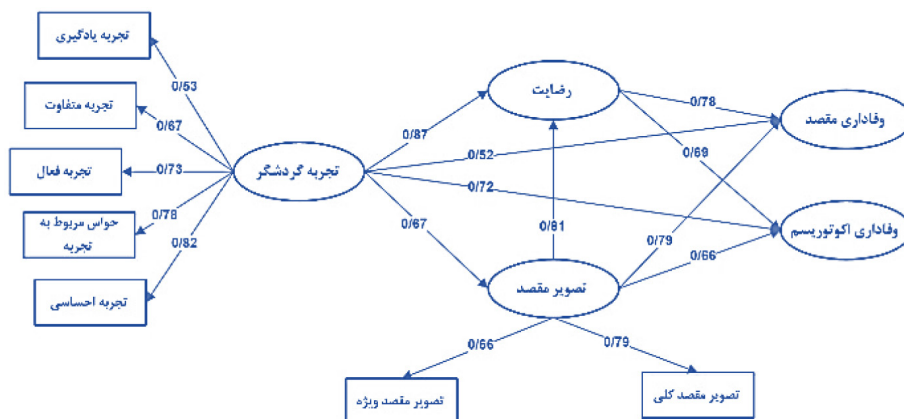 تجربه یادگیری
0/53
تجربه متفاوت
0/67
تجربه فعال
0/73
حواس مربوط به
تجربه
0/78
تجربه احساسی
0/82
تجربه گردشگر
0/87
0/52
0/72
0/67
رضایت
0/78
0/69
0/81
تصویر مقصد
0/79
0/66
وفاداری مقصد
وفاداری اکوتوریسم
0/66
0/79
تصویر مقصد ویژه
تصویر مقصد کلی